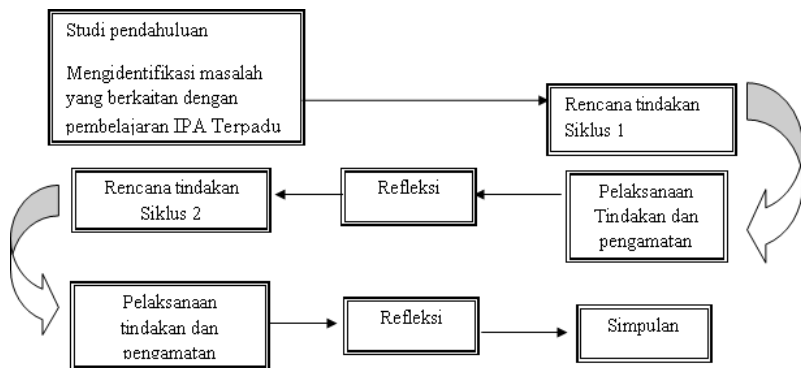 Studi pendahuluan
Mengidentifikasi masalah
yang berkaitan dengan
pembelajaran IPA Terpadu
Rencana tindakan
Siklus 1
Pelaksanaan
Tindakan dan
pengamatan
Refleksi
Rencana tindakan
Siklus 2
Pelaksanaan
tindakan dan
pengamatan
Refleksi
Simpulan